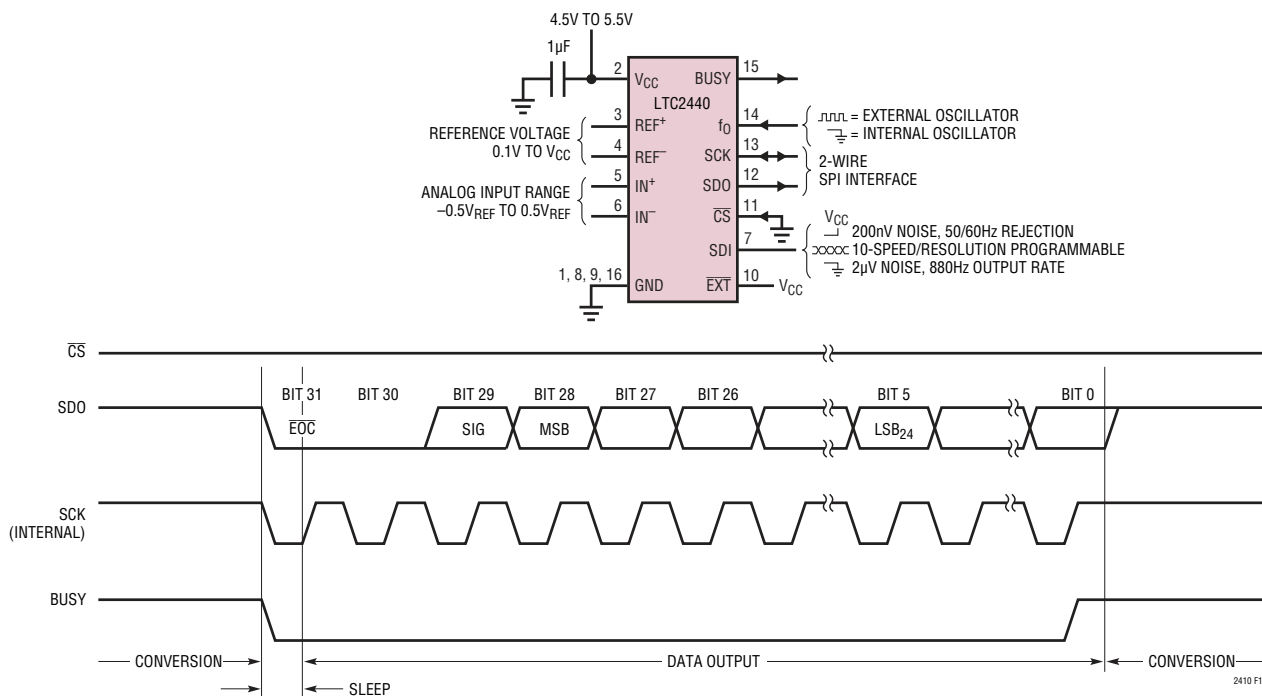 4.5V TO 5.5V
1µF
2
VCC
BUSY
15
LTC2440
3
REF+
fO
14
= EXTERNAL OSCILLATOR
= INTERNAL OSCILLATOR
REFERENCE VOLTAGE
0.1V TO VCC
4
REF–
SCK
13
2-WIRE
SPI INTERFACE
5
IN+
SDO
12
ANALOG INPUT RANGE
–0.5VREF TO 0.5VREF
6
IN–
CS
11
SDI
7
VCC
200nV NOISE, 50/60Hz REJECTION
10-SPEED/RESOLUTION PROGRAMMABLE
2µV NOISE, 880Hz OUTPUT RATE
1, 8, 9, 16
GND
EXT
10
VCC
CS
BIT 31 BIT 30 BIT 29 BIT 28 BIT 27 BIT 26 BIT 5 BIT 0
SDO
EOC SIG MSB LSB24
SCK
(INTERNAL)
BUSY
CONVERSION DATA OUTPUT CONVERSION
SLEEP
2410 F1